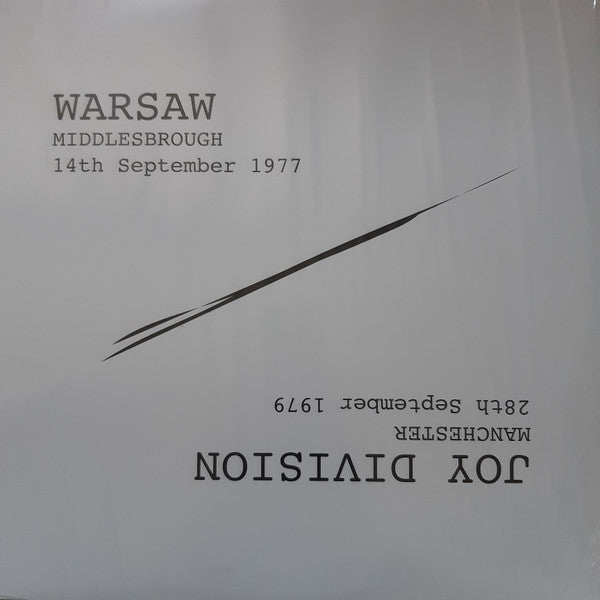 WARSAW
MIDDLESBROUGH
14th September 1977
JOY DIVISION
MANCHESTER
28th September 1979